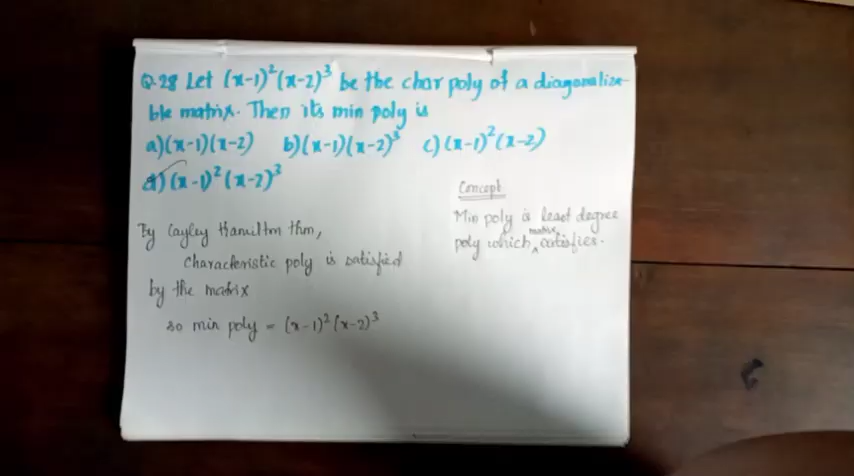 Q.28 Let (x-1)²(x-2)³ be the char poly of a diagonaliza-
ble matrix. Then its min poly is
a)(x-1)(x-2) b)(x-1)(x-2)³ c)(x-1)²(x-2)
d)(x-1)²(x-2)³
Concept
Min poly is least degree
poly which matrix satisfies.
By Cayley Hamilton thm,
Characteristic poly is satisfied
by the matrix
so min poly = (x-1)²(x-2)³